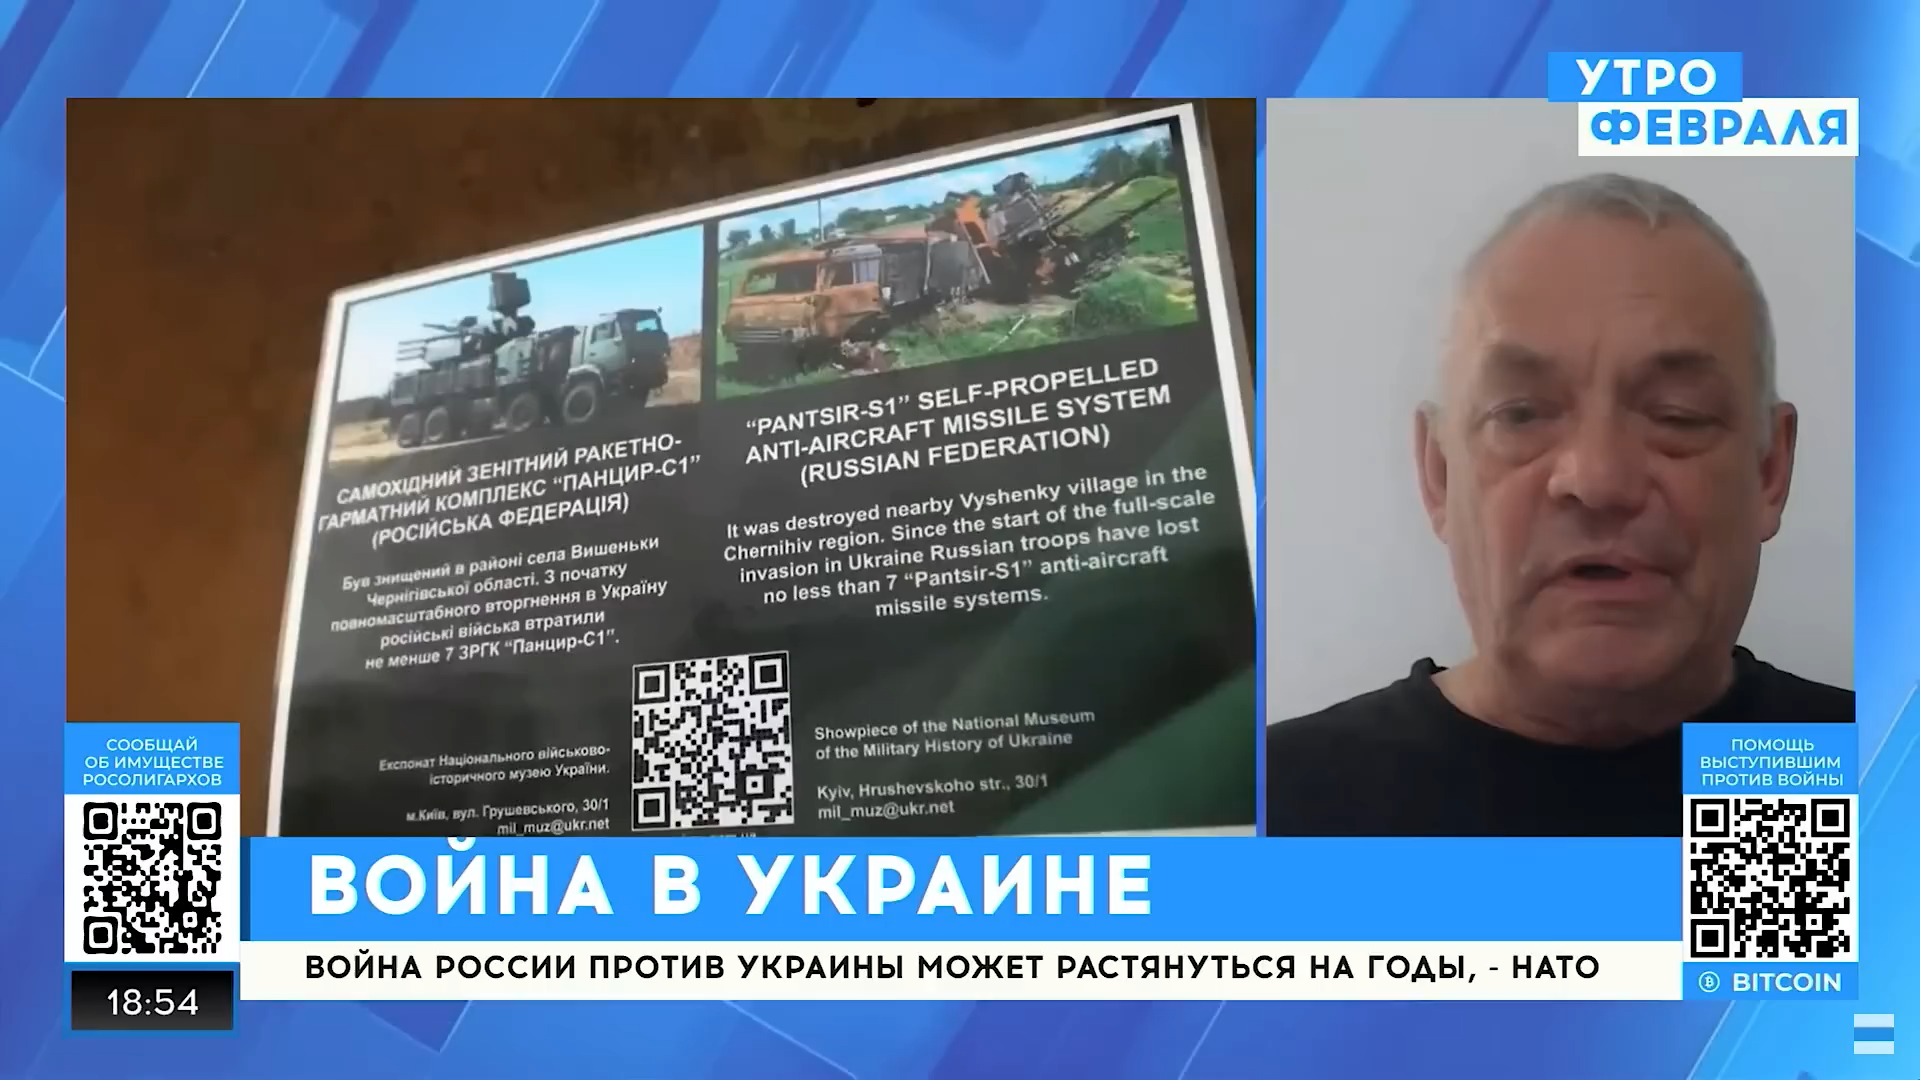 УТРО
ФЕВРАЛЯ
САМОХІДНИЙ ЗЕНІТНИЙ РАКЕТНО-
ГАРМАТНИЙ КОМПЛЕКС “ПАНЦИР-С1”
(РОСІЙСЬКА ФЕДЕРАЦІЯ)
Був знищений в районі села Вишеньки
Чернігівської області. З початку
повномасштабного вторгнення в Україну
російські війська втратили
не менше 7 ЗРГК “Панцир-С1”.
“PANTSIR-S1” SELF-PROPELLED
ANTI-AIRCRAFT MISSILE SYSTEM
(RUSSIAN FEDERATION)
It was destroyed nearby Vyshenky village in the
Chernihiv region. Since the start of the full-scale
invasion in Ukraine Russian troops have lost
no less than 7 “Pantsir-S1” anti-aircraft
missile systems.
Експонат Національного військово-
історичного музею України.
м.Київ, вул. Грушевського, 30/1
mil_muz@ukr.net
Showpiece of the National Museum
of the Military History of Ukraine
Kyiv, Hrushevskoho str., 30/1
mil_muz@ukr.net
СООБЩАЙ
ОБ ИМУЩЕСТВЕ
РОСОЛИГАРХОВ
18:54
ПОМОЩЬ
ВЫСТУПИВШИМ
ПРОТИВ ВОЙНЫ
BITCOIN
ВОЙНА В УКРАИНЕ
ВОЙНА РОССИИ ПРОТИВ УКРАИНЫ МОЖЕТ РАСТЯНУТЬСЯ НА ГОДЫ, - НАТО